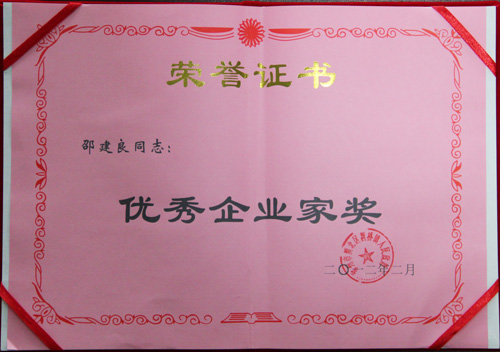 荣誉证书
邵建良同志：
优秀企业家奖
二〇一二年二月